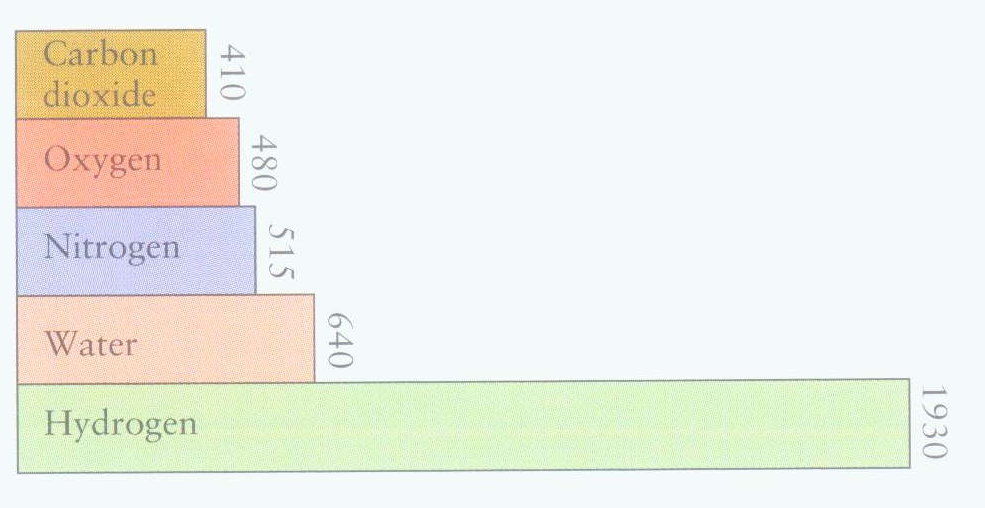 Carbon
dioxide
410
Oxygen
480
Nitrogen
515
Water
640
Hydrogen
1930